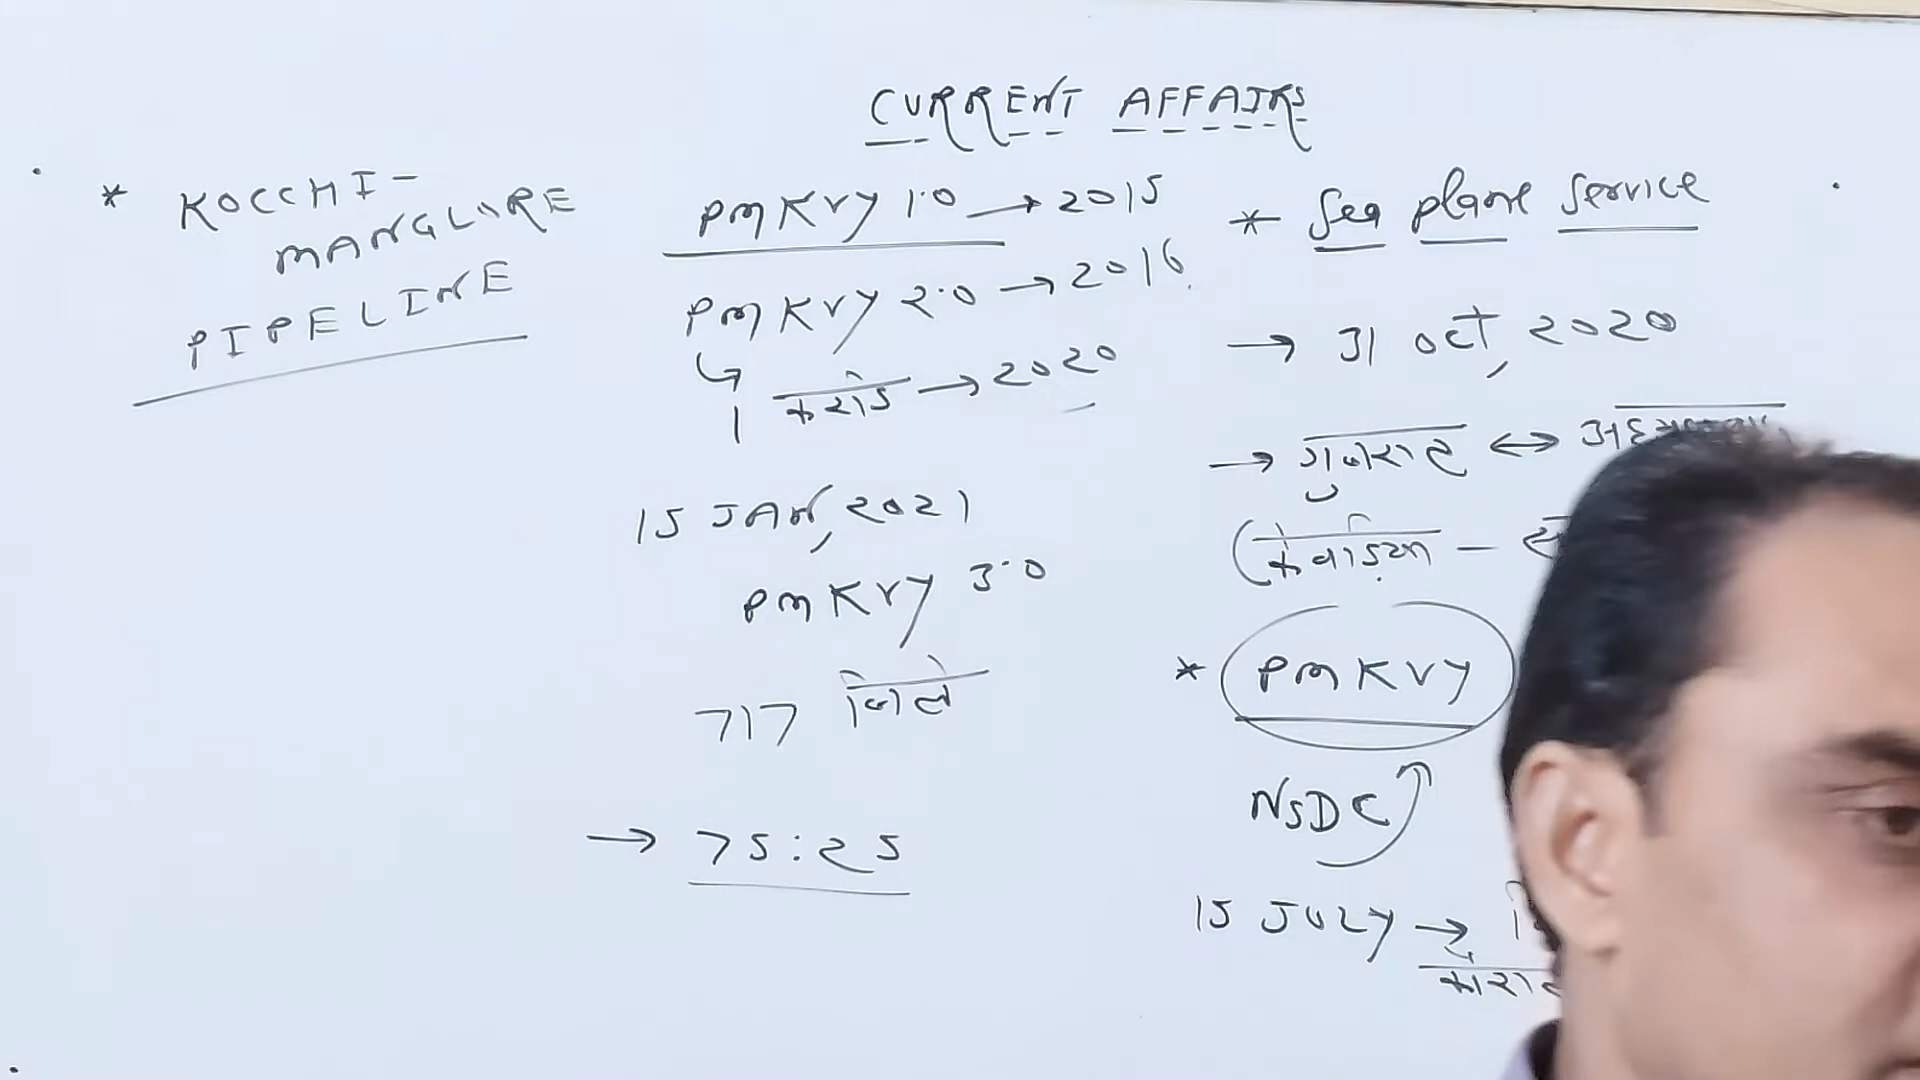 CURRENT AFFAIRS
* KOCCHI-
MANGLORE
PIPELINE
PMKVY 1.0 → 2015
PMKVY 2.0 → 2016
↳ 1 करोड़ → 2020
15 JAN, 2021
PMKVY 3.0
717 जिले
→ 75:25
* Sea plane Service
→ 31 Oct, 2020
→ गुजरात ↔
(केवड़िया -
* PMKVY
NSDC
15 JULY →